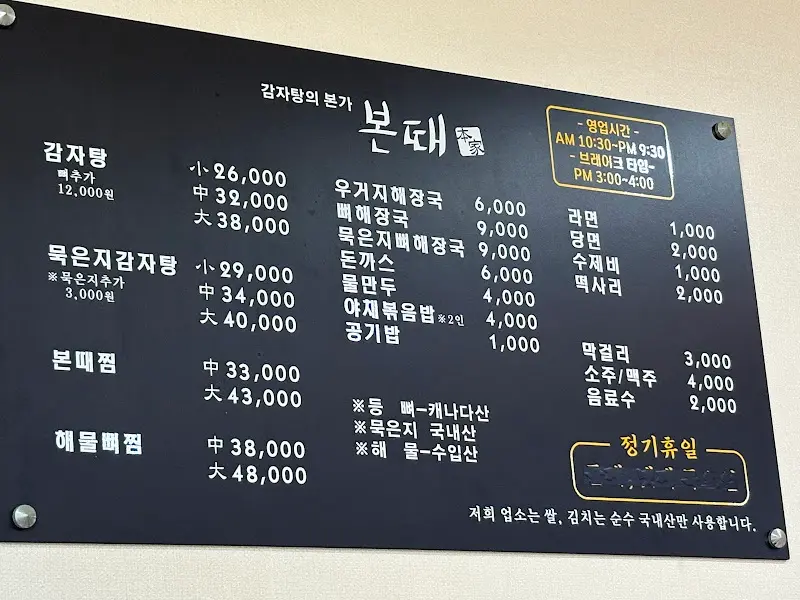 감자탕의 본가
본때 本家
- 영업시간 -
AM 10:30~PM 9:30
- 브레이크 타임-
PM 3:00~4:00
감자탕
뼈추가
12,000원
小 26,000
中 32,000
大 38,000
묵은지감자탕
※묵은지추가
3,000원
小 29,000
中 34,000
大 40,000
본때찜
中 33,000
大 43,000
해물뼈찜
中 38,000
大 48,000
우거지해장국 6,000
뼈해장국 9,000
묵은지뼈해장국 9,000
돈까스 6,000
물만두 4,000
야채볶음밥※2인 4,000
공기밥 1,000
※등 뼈-캐나다산
※묵은지 국내산
※해 물-수입산
라면 1,000
당면 2,000
수제비 1,000
떡사리 2,000
막걸리 3,000
소주/맥주 4,000
음료수 2,000
정기휴일
저희 업소는 쌀, 김치는 순수 국내산만 사용합니다.